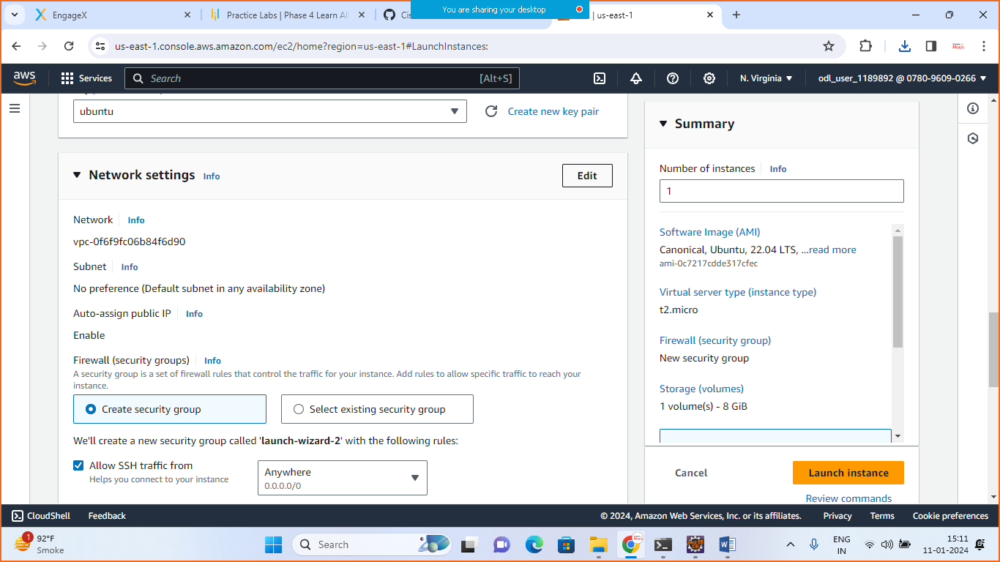 EngageX
Practice Labs | Phase 4 Learn Al
Cis
You are sharing your desktop
| us-east-1
us-east-1.console.aws.amazon.com/ec2/home?region=us-east-1#LaunchInstances:
aws
Services
Search
[Alt+S]
N. Virginia
odl_user_1189892 @ 0780-9609-0266
ubuntu
Create new key pair
Network settings Info
Edit
Network Info
vpc-0f6f9fc06b84f6d90
Subnet Info
No preference (Default subnet in any availability zone)
Auto-assign public IP Info
Enable
Firewall (security groups) Info
A security group is a set of firewall rules that control the traffic for your instance. Add rules to allow specific traffic to reach your
instance.
Create security group
Select existing security group
We'll create a new security group called 'launch-wizard-2' with the following rules:
Allow SSH traffic from
Helps you connect to your instance
Anywhere
0.0.0.0/0
Summary
Number of instances Info
1
Software Image (AMI)
Canonical, Ubuntu, 22.04 LTS, ...read more
ami-0c7217cdde317cfec
Virtual server type (instance type)
t2.micro
Firewall (security group)
New security group
Storage (volumes)
1 volume(s) - 8 GiB
Cancel
Launch instance
Review commands
CloudShell
Feedback
© 2024, Amazon Web Services, Inc. or its affiliates.
Privacy
Terms
Cookie preferences
1
92°F
Smoke
Search
ENG
IN
15:11
11-01-2024